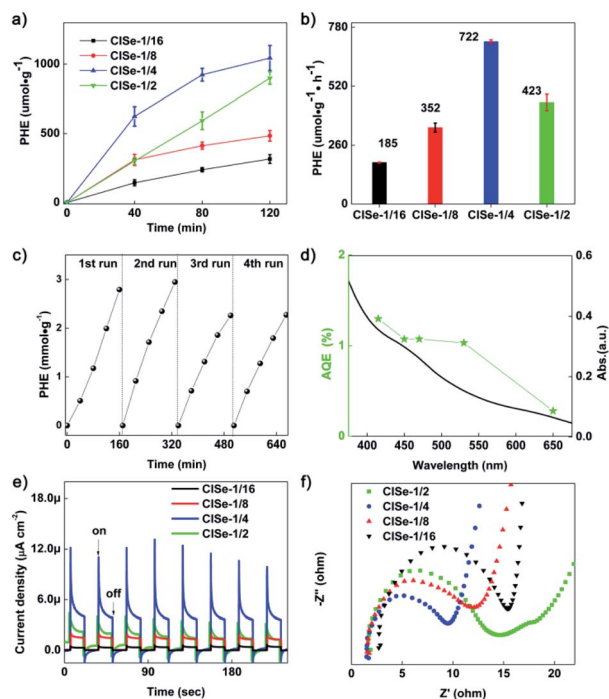 a)
CISe-1/16
CISe-1/8
CISe-1/4
CISe-1/2
PHE (umol•g⁻¹)
1000
500
0
0 40 80 120
Time (min)
b)
780
520
260
0
PHE (umol•g⁻¹• h⁻¹)
185
352
722
423
CISe-1/16 CISe-1/8 CISe-1/4 CISe-1/2
c)
1st run 2nd run 3rd run 4th run
PHE (mmol•g⁻¹)
3
2
1
0
0 160 320 480 640
Time (min)
d)
AQE (%)
2
1
0
Abs.(a.u.)
0.6
0.4
0.2
0.0
400 450 500 550 600 650
Wavelength (nm)
e)
CISe-1/16
CISe-1/8
CISe-1/4
CISe-1/2
on
off
Current density (μA cm⁻²)
18.0μ
12.0μ
6.0μ
0.0
0 90 180
Time (sec)
f)
CISe-1/2
CISe-1/4
CISe-1/8
CISe-1/16
-Z'' (ohm)
0 5 10 15 20
Z' (ohm)